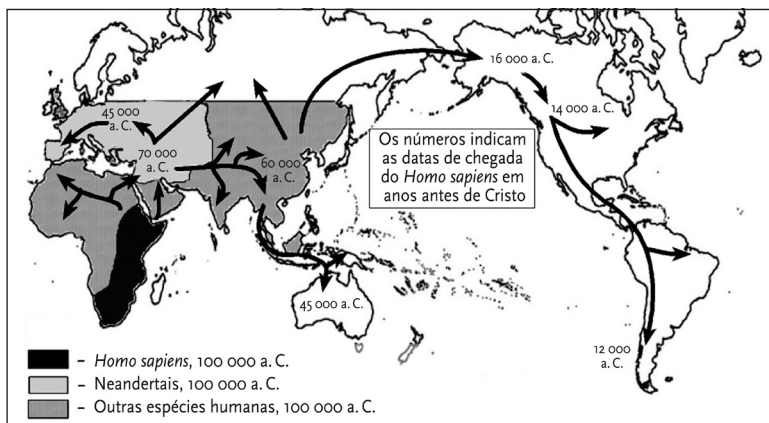 16 000 a. C.
14 000 a. C.
45 000
a. C.
70 000
a. C.
60 000
a. C.
Os números indicam
as datas de chegada
do Homo sapiens em
anos antes de Cristo
45 000 a. C.
12 000
a. C.
– Homo sapiens, 100 000 a. C.
– Neandertais, 100 000 a. C.
– Outras espécies humanas, 100 000 a. C.